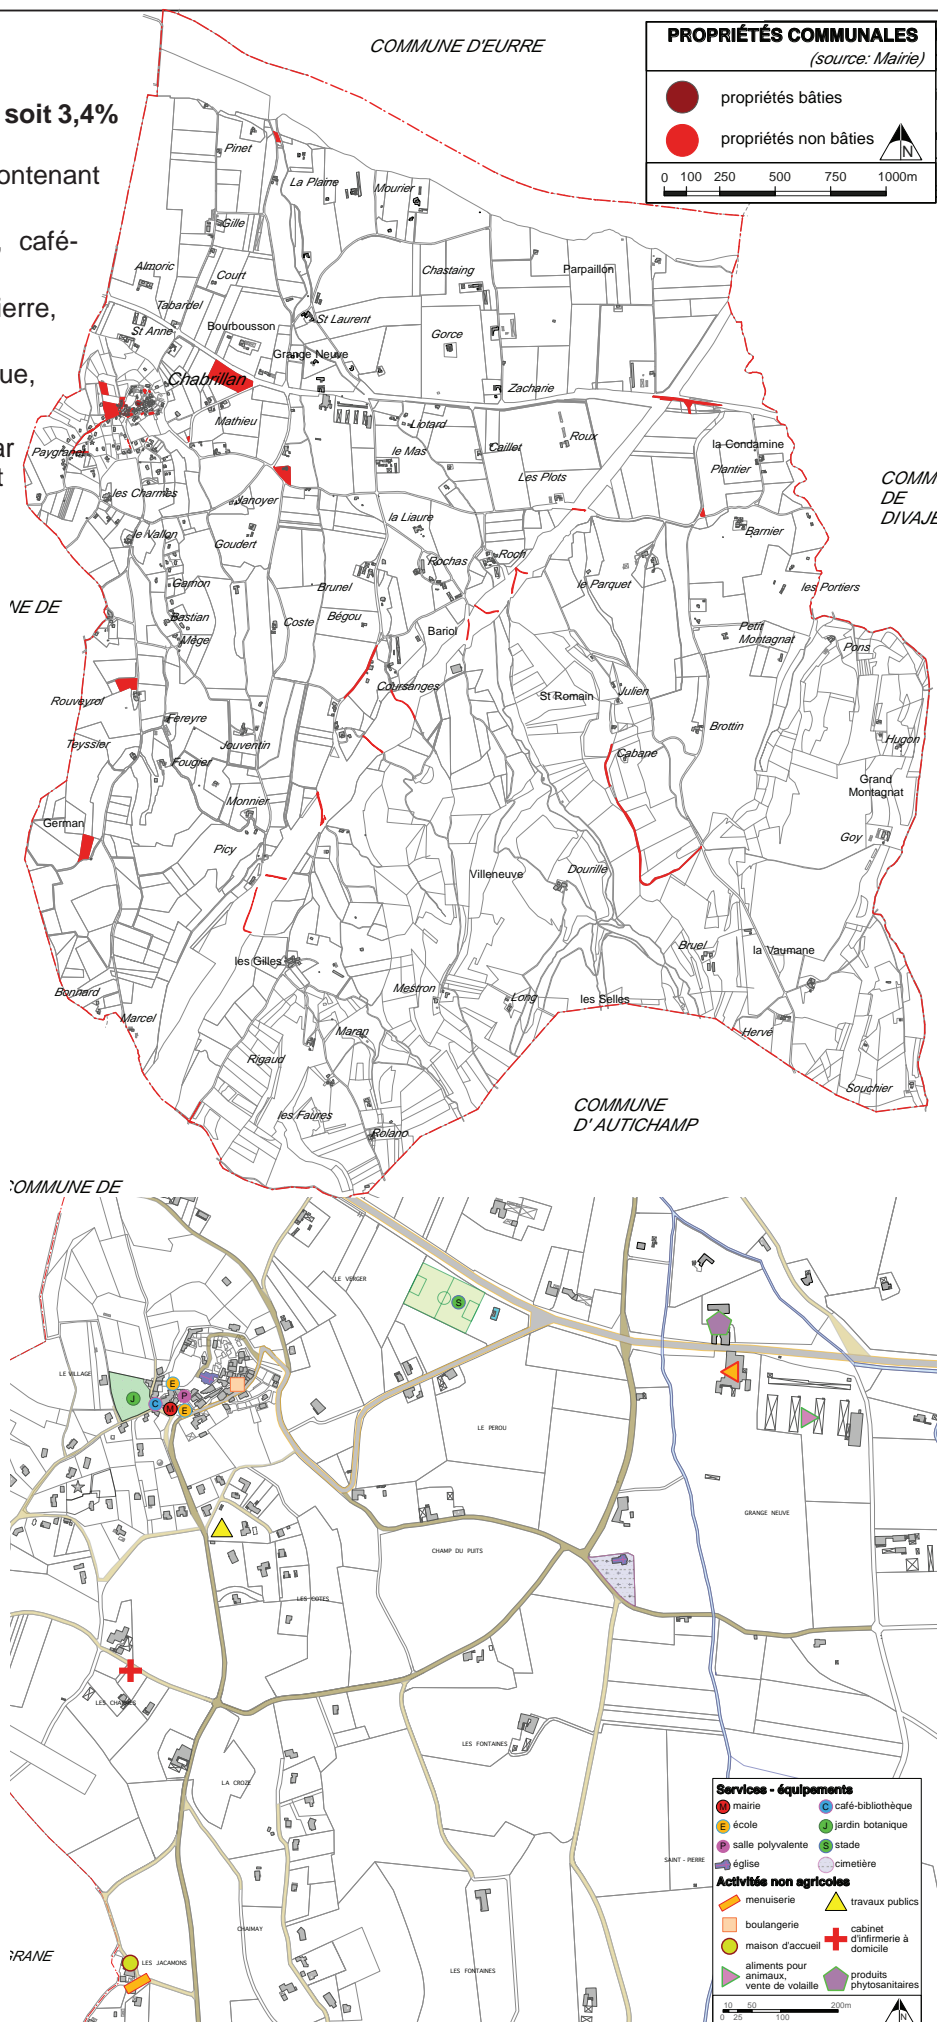 COMMUNE D'EURRE
PROPRIÉTÉS COMMUNALES
(source: Mairie)
propriétés bâties
propriétés non bâties
N
0 100 250 500 750 1000m
soit 3,4%
ontenant
café-
ierre,
ue,
ar
t
Pinet
La Plaine
Mourier
Gille
Almoric
Court
Chastaing
Parpaillon
Tabardel
St Anne
Bourbousson
St Laurent
Gorce
Grange Neuve
Chabrillan
Zacharie
Mathieu
Liotard
Roux
Paygranel
le Mas
Caillet
la Condamine
Plantier
Les Plots
COMM
DE
DIVAJE
les Charmes
Janoyer
la Liaure
le Vallon
Goudert
Barnier
Rochas
Roch
Gamon
Brunel
le Parquet
les Portiers
NE DE
Bastian
Coste
Bégou
Bariol
Petit
Montagnat
Mège
Pons
Rouveyrol
Coursanges
St Romain
Julien
Fereyre
Brottin
Teyssier
Jouventin
Cabane
Hugon
Fougier
Grand
Montagnat
Monnier
German
Goy
Picy
Villeneuve
Dourille
Bruel
la Vaumane
les Gilles
Bonnard
Mestron
Long
les Selles
Marcel
Maran
Hervé
Rigaud
Souchier
les Faures
COMMUNE
D' AUTICHAMP
Rolano
COMMUNE DE
LE VERGER
S
LE VILLAGE
E
J
P
C
M
E
LE PEROU
GRANGE NEUVE
CHAMP DU PUITS
LES COTES
LES CHARMES
LES FONTAINES
LA CROZE
SAINT - PIERRE
CHAIMAY
GRANE
LES JACAMONS
LES FONTAINES
Services - équipements
M mairie
C café-bibliothèque
E école
J jardin botanique
P salle polyvalente
S stade
église
cimetière
Activités non agricoles
menuiserie
travaux publics
boulangerie
cabinet
d'infirmerie à
domicile
maison d'accueil
aliments pour
animaux,
vente de volaille
produits
phytosanitaires
10 50 200m
0 25 100
N